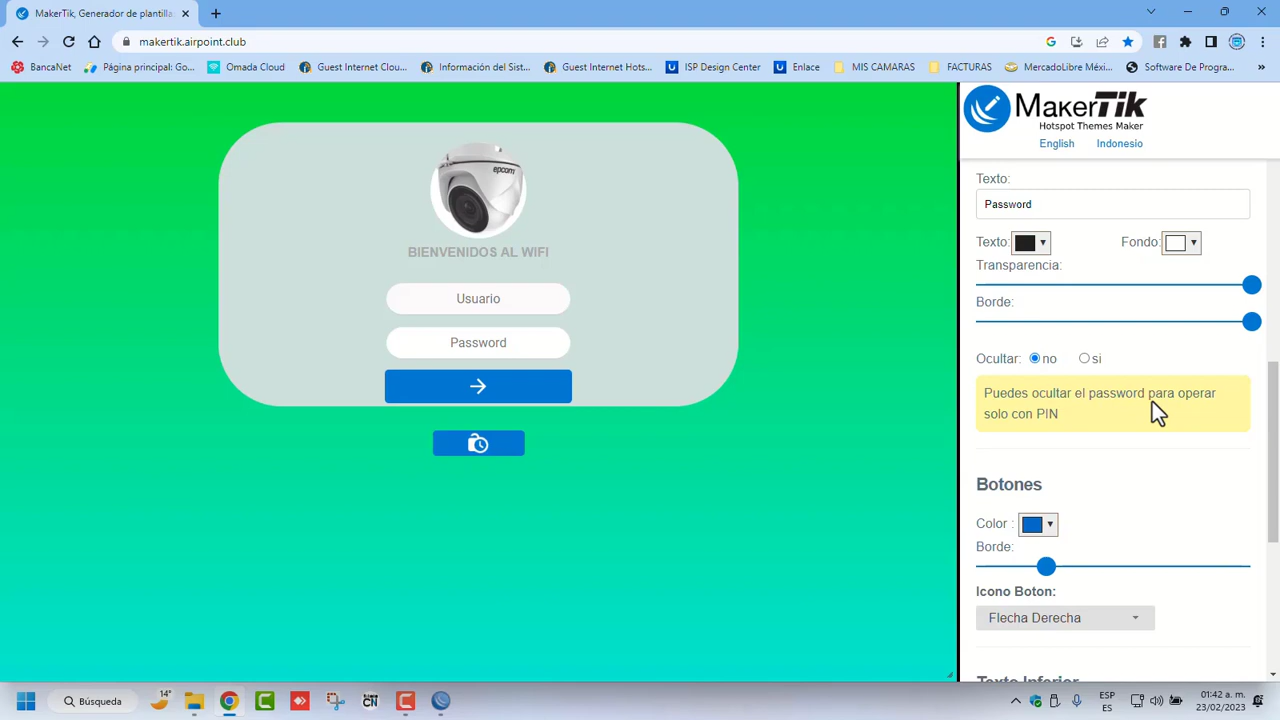 MakerTik, Generador de plantilla
makertik.airpoint.club
BancaNet
Página principal: Go...
Omada Cloud
Guest Internet Clou...
Información del Sist...
Guest Internet Hots...
ISP Design Center
Enlace
MIS CAMARAS
FACTURAS
MercadoLibre Méxi...
Software De Progra...
»
epcom
BIENVENIDOS AL WIFI
Usuario
Password
MakerTik
Hotspot Themes Maker
English Indonesio
Texto:
Password
Texto: Fondo:
Transparencia:
Borde:
Ocultar: no si
Puedes ocultar el password para operar
solo con PIN
Botones
Color :
Borde:
Icono Boton:
Flecha Derecha
Texto Inferior
Búsqueda
14°
CN
ESP
ES
01:42 a. m.
23/02/2023